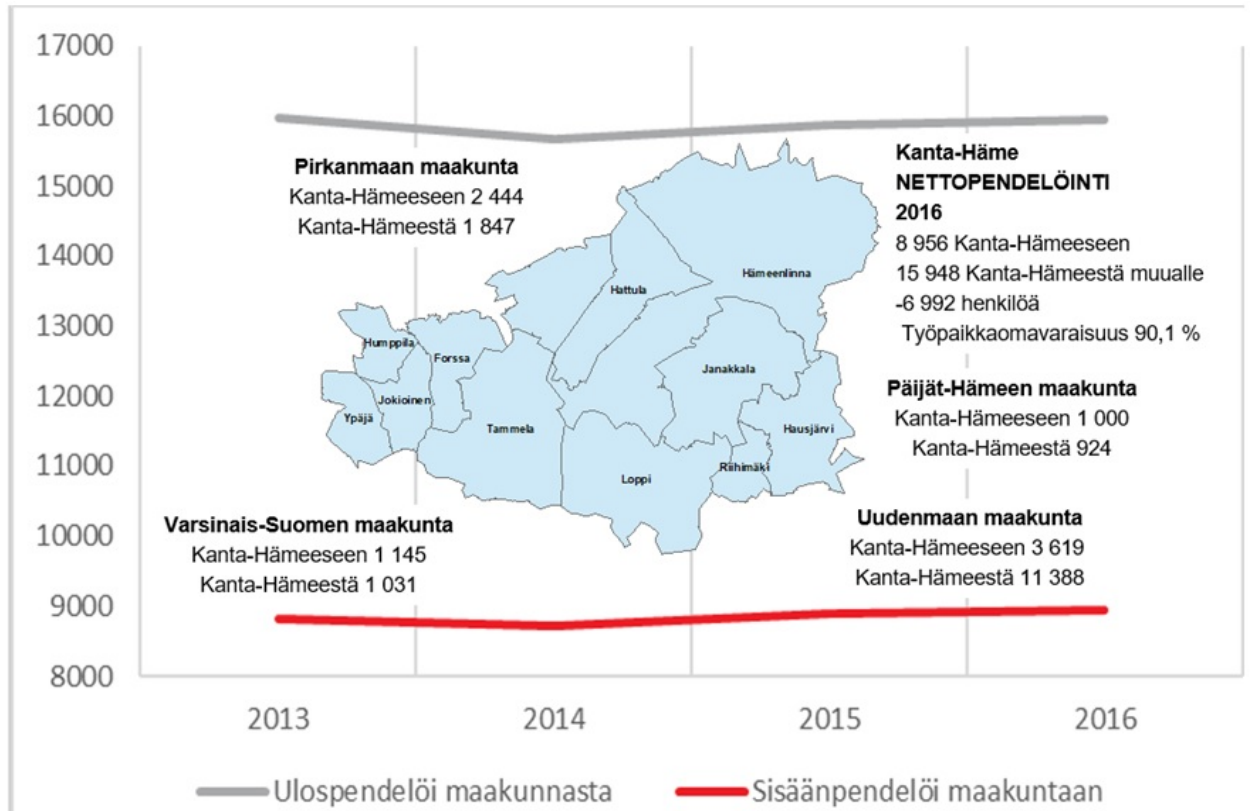 17000
16000
15000
14000
13000
12000
11000
10000
9000
8000
Pirkanmaan maakunta
Kanta-Hämeeseen 2 444
Kanta-Hämeestä 1 847
Kanta-Häme
NETTOPENDELÖINTI
2016
8 956 Kanta-Hämeeseen
15 948 Kanta-Hämeestä muualle
-6 992 henkilöä
Työpaikkaomavaraisuus 90,1 %
Hämeenlinna
Hattula
Humppila
Forssa
Janakkala
Jokioinen
Ypäjä
Tammela
Hausjärvi
Loppi
Riihimäki
Päijät-Hämeen maakunta
Kanta-Hämeeseen 1 000
Kanta-Hämeestä 924
Varsinais-Suomen maakunta
Kanta-Hämeeseen 1 145
Kanta-Hämeestä 1 031
Uudenmaan maakunta
Kanta-Hämeeseen 3 619
Kanta-Hämeestä 11 388
2013 2014 2015 2016
Ulospendelöi maakunnasta Sisäänpendelöi maakuntaan